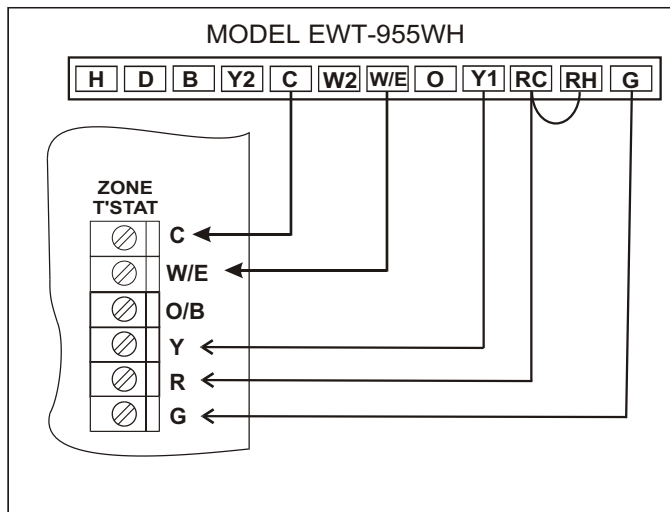 MODEL EWT-955WH
H D B Y2 C W2 W/E O Y1 RC RH G
ZONE
T'STAT
C
W/E
O/B
Y
R
G